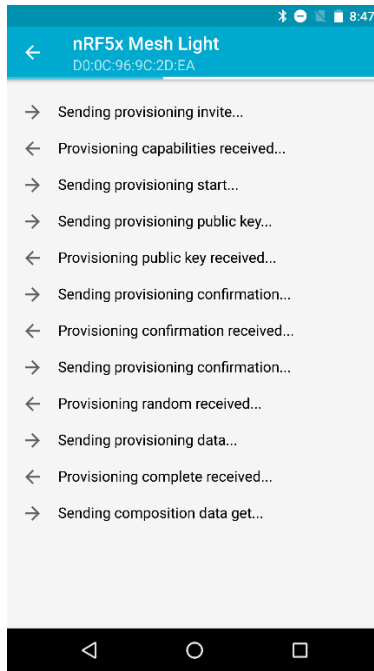 8:47
nRF5x Mesh Light
D0:0C:96:9C:2D:EA
Sending provisioning invite...
Provisioning capabilities received...
Sending provisioning start...
Sending provisioning public key...
Provisioning public key received...
Sending provisioning confirmation...
Provisioning confirmation received...
Sending provisioning confirmation...
Provisioning random received...
Sending provisioning data...
Provisioning complete received...
Sending composition data get...